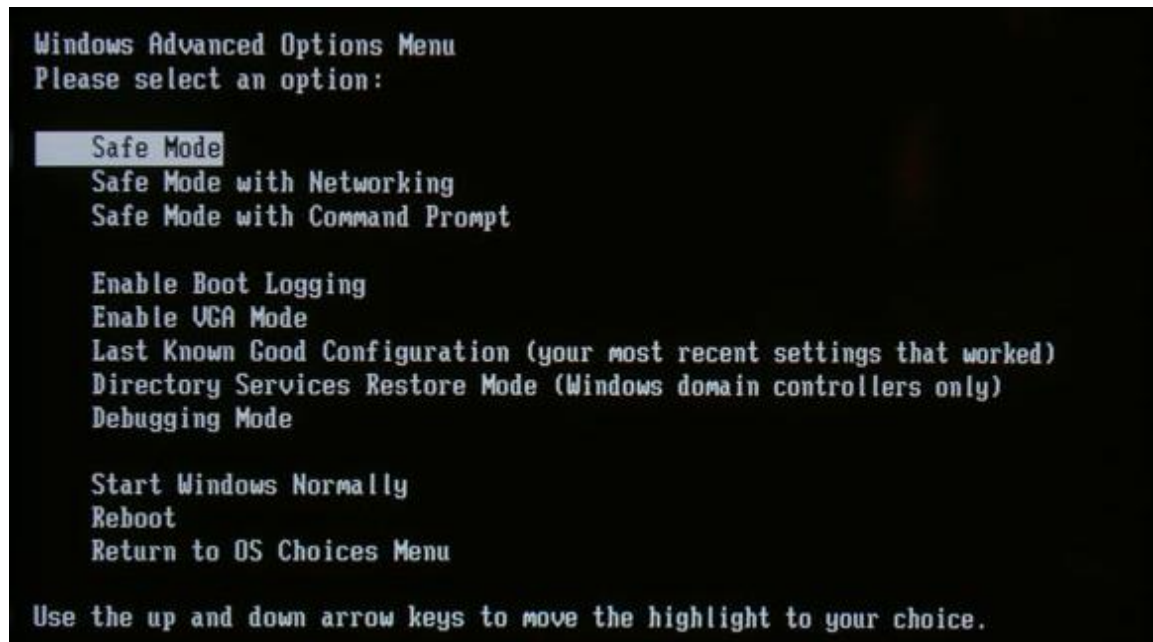 Windows Advanced Options Menu
Please select an option:
Safe Mode
Safe Mode with Networking
Safe Mode with Command Prompt
Enable Boot Logging
Enable VGA Mode
Last Known Good Configuration (your most recent settings that worked)
Directory Services Restore Mode (Windows domain controllers only)
Debugging Mode
Start Windows Normally
Reboot
Return to OS Choices Menu
Use the up and down arrow keys to move the highlight to your choice.